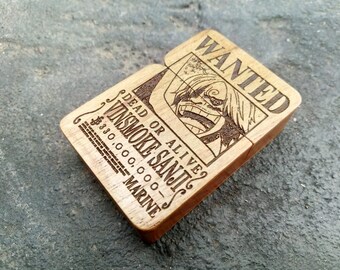 WANTED
DEAD OR ALIVE
VINSMOKE SANJI
330,000,000-
MARINE